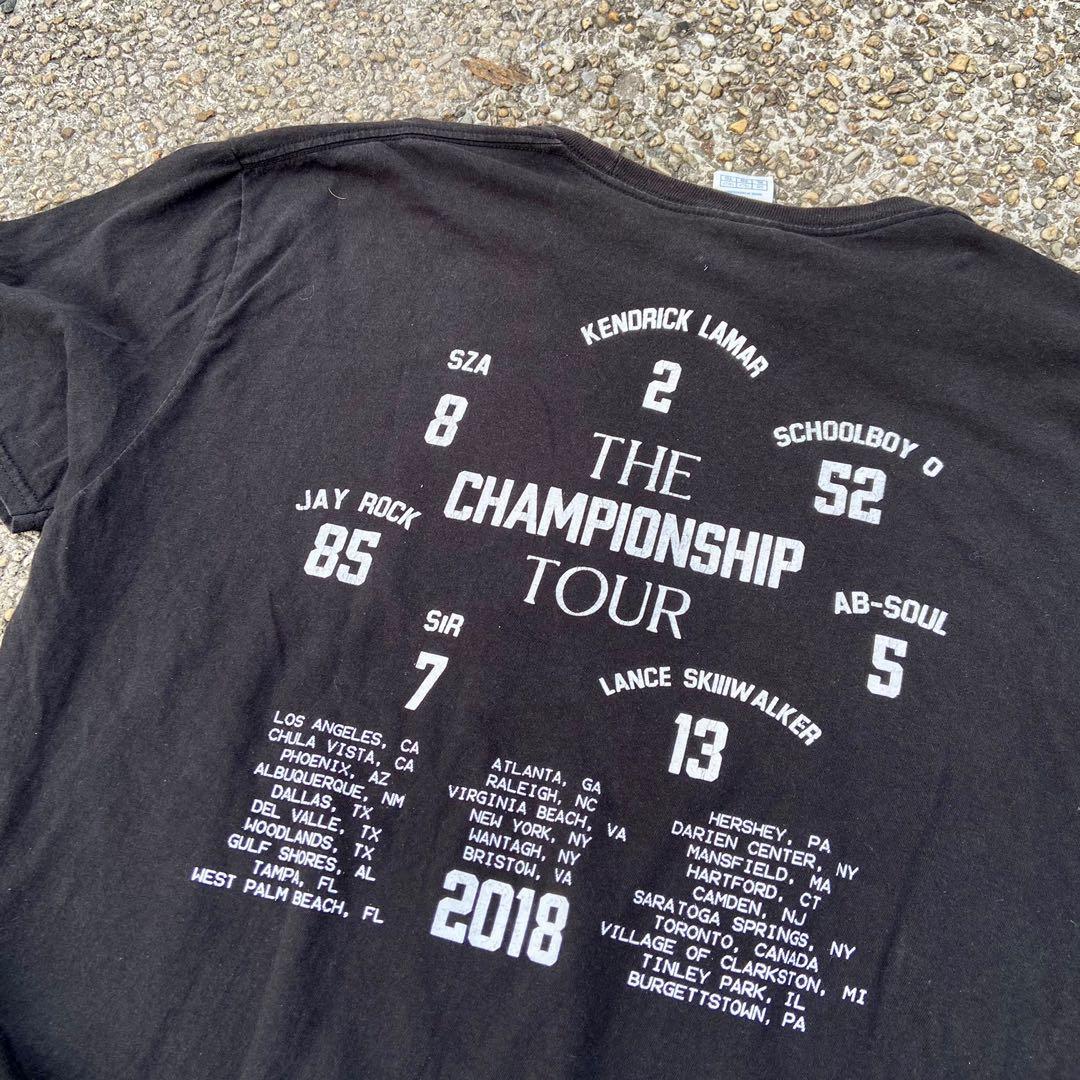 KENDRICK LAMAR
2
SZA
8
SCHOOLBOY Q
52
THE
CHAMPIONSHIP
TOUR
JAY ROCK
85
AB-SOUL
5
SiR
7
LANCE SKIIIWALKER
13
LOS ANGELES, CA
CHULA VISTA, CA
PHOENIX, AZ
ALBUQUERQUE, NM
DALLAS, TX
DEL VALLE, TX
WOODLANDS, TX
GULF SHORES, AL
TAMPA, FL
WEST PALM BEACH, FL
ATLANTA, GA
RALEIGH, NC
VIRGINIA BEACH, VA
NEW YORK, NY
WANTAGH, NY
BRISTOW, VA
2018
HERSHEY, PA
DARIEN CENTER, NY
MANSFIELD, MA
HARTFORD, CT
CAMDEN, NJ
SARATOGA SPRINGS, NY
TORONTO, CANADA
VILLAGE OF CLARKSTON, MI
TINLEY PARK, IL
BURGETTSTOWN, PA